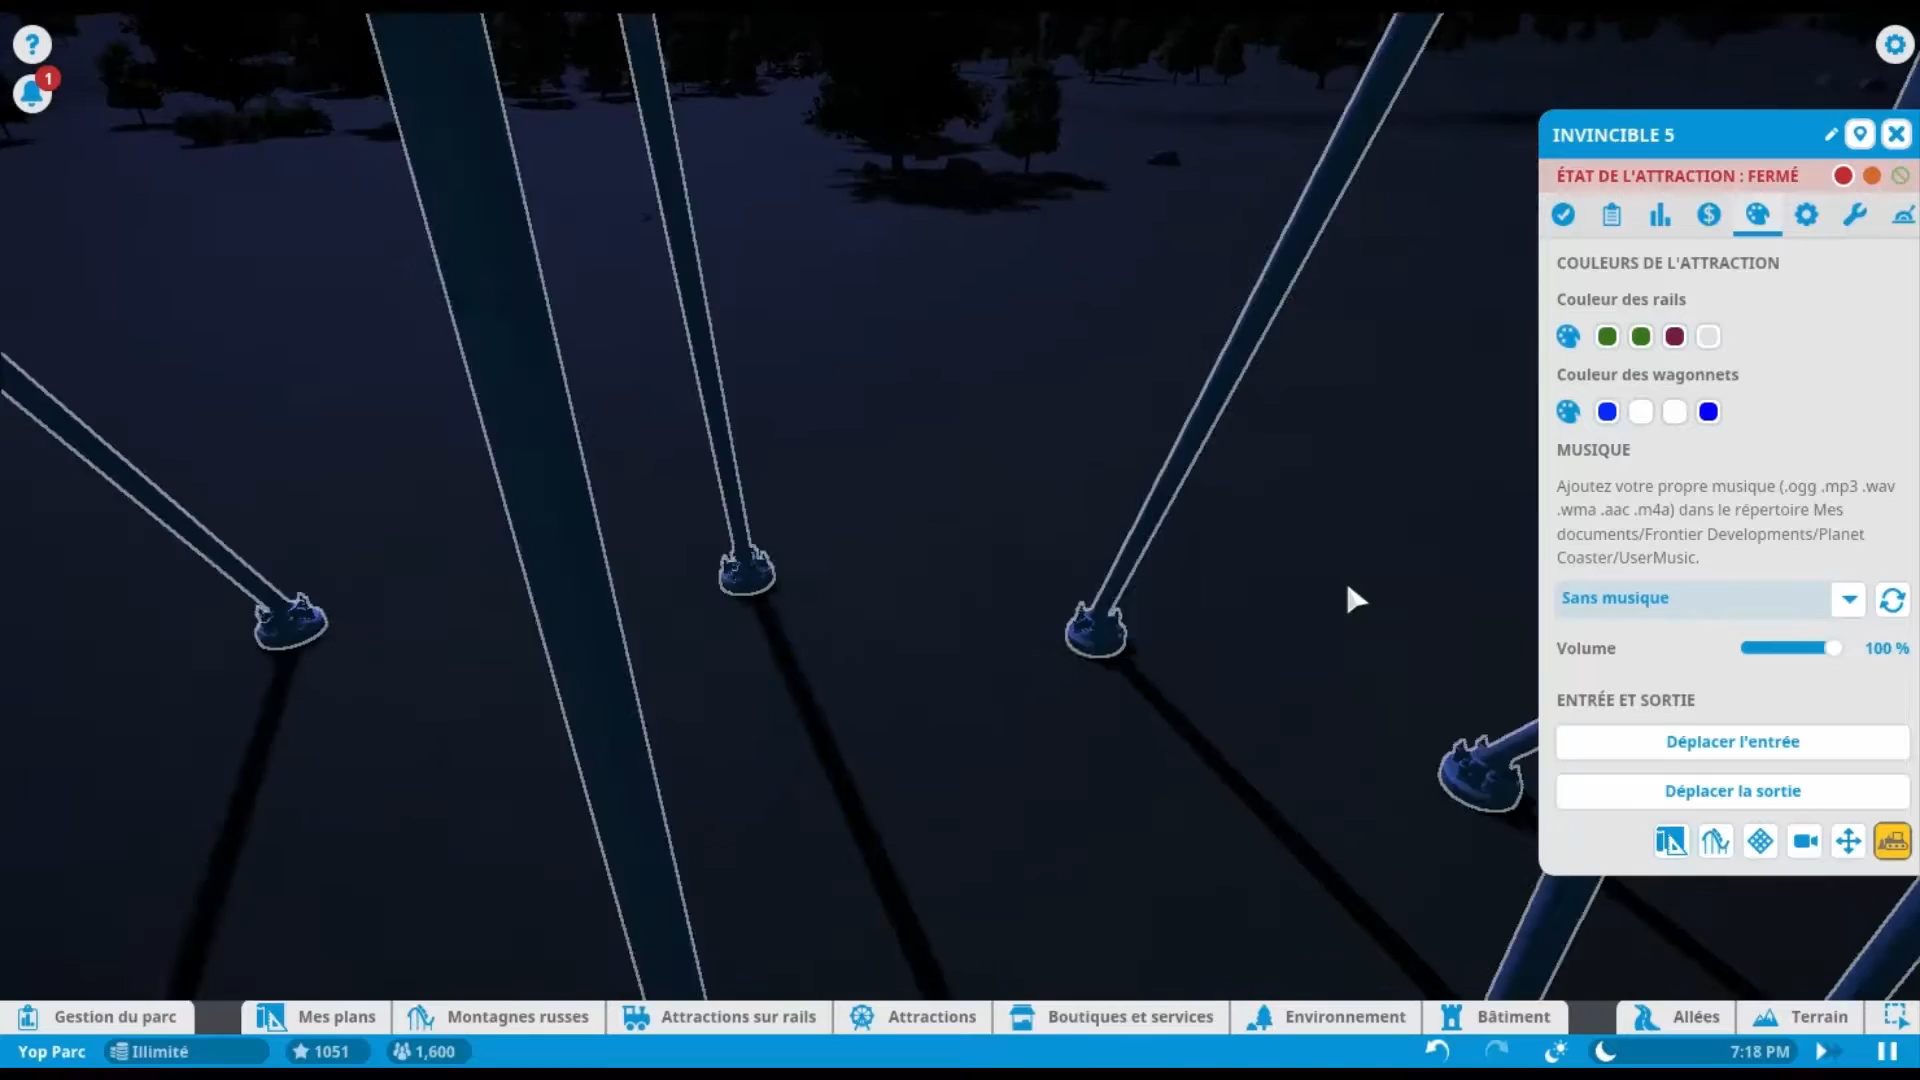 ?
1
INVINCIBLE 5
ÉTAT DE L'ATTRACTION : FERMÉ
COULEURS DE L'ATTRACTION
Couleur des rails
Couleur des wagonnets
MUSIQUE
Ajoutez votre propre musique (.ogg .mp3 .wav
.wma .aac .m4a) dans le répertoire Mes
documents/Frontier Developments/Planet
Coaster/UserMusic.
Sans musique
Volume 100 %
ENTRÉE ET SORTIE
Déplacer l'entrée
Déplacer la sortie
Gestion du parc Mes plans Montagnes russes Attractions sur rails Attractions Boutiques et services Environnement Bâtiment Allées Terrain
Yop Parc Illimité 1051 1,600 7:18 PM